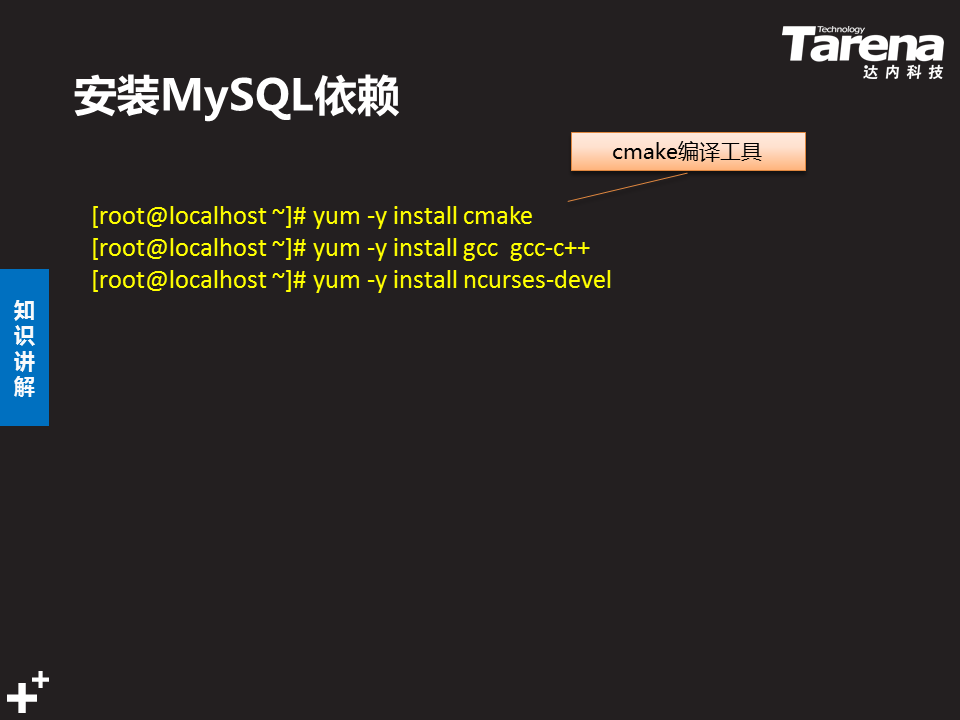 Technology
Tarena
达内科技
安装MySQL依赖
cmake编译工具
[root@localhost ~]# yum -y install cmake
[root@localhost ~]# yum -y install gcc  gcc-c++
[root@localhost ~]# yum -y install ncurses-devel
知
识
讲
解